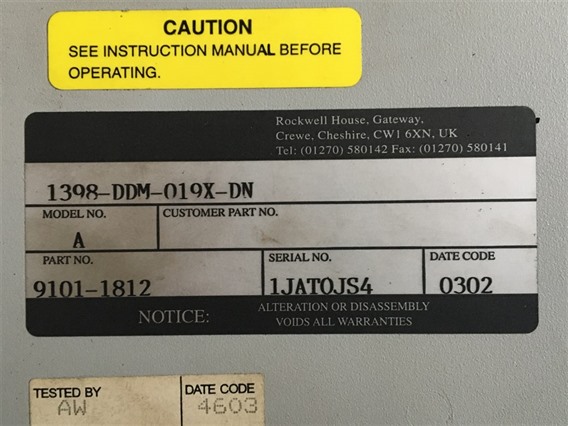 CAUTION
SEE INSTRUCTION MANUAL BEFORE
OPERATING.
Rockwell House, Gateway,
Crewe, Cheshire, CW1 6XN, UK
Tel: (01270) 580142 Fax: (01270) 580141
1398-DDM-019X-DN
MODEL NO. CUSTOMER PART NO.
A
PART NO. SERIAL NO. DATE CODE
9101-1812 1JATOJS4 0302
NOTICE: ALTERATION OR DISASSEMBLY
VOIDS ALL WARRANTIES
TESTED BY DATE CODE
AW 4603